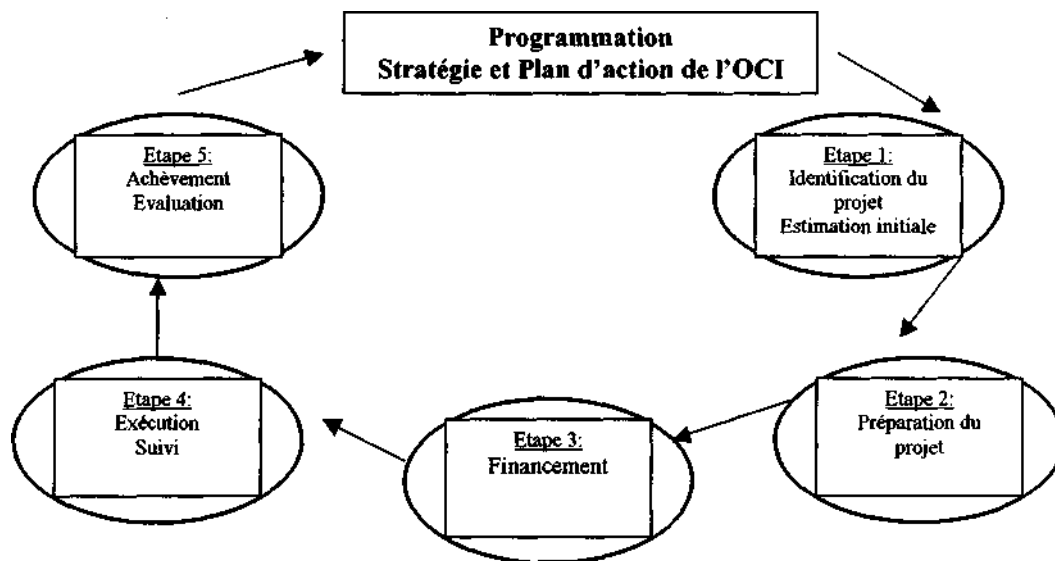 Programmation
Stratégie et Plan d'action de l'OCI
Etape 1:
Identification du
projet
Estimation initiale
Etape 2:
Préparation du
projet
Etape 3:
Financement
Etape 4:
Exécution
Suivi
Etape 5:
Achèvement
Evaluation